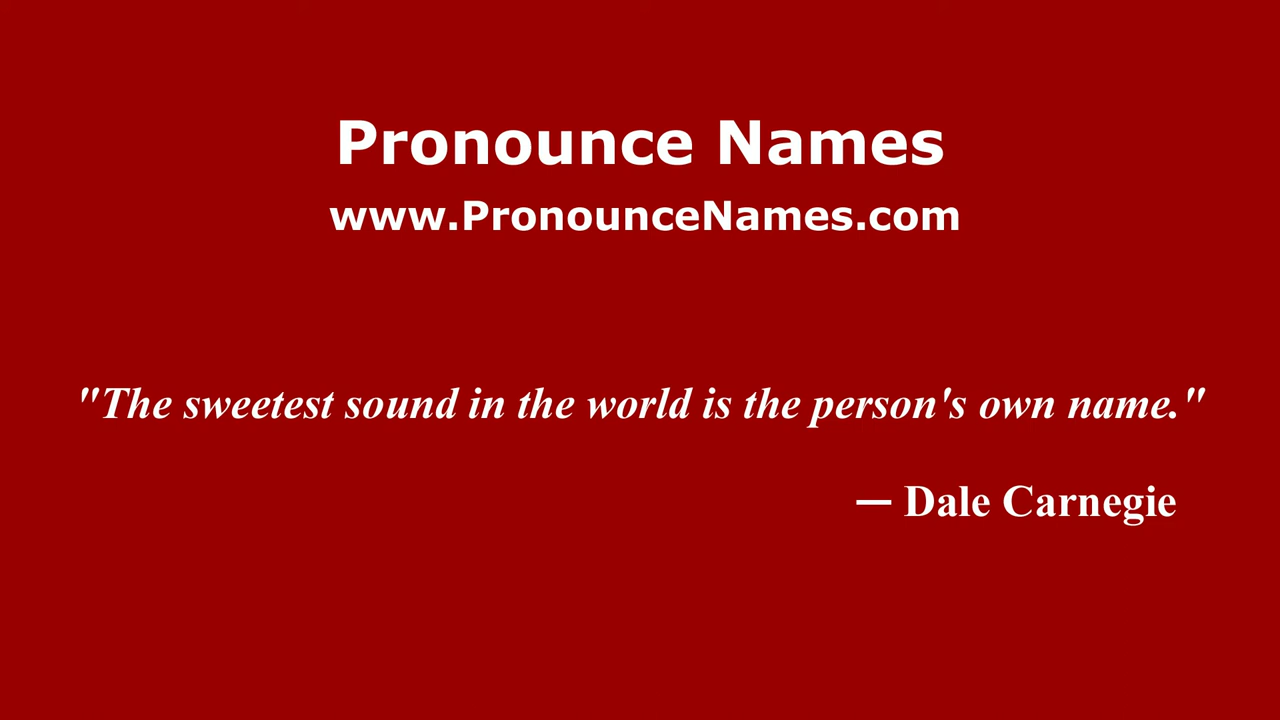 Pronounce Names
www.PronounceNames.com
"The sweetest sound in the world is the person's own name."
— Dale Carnegie